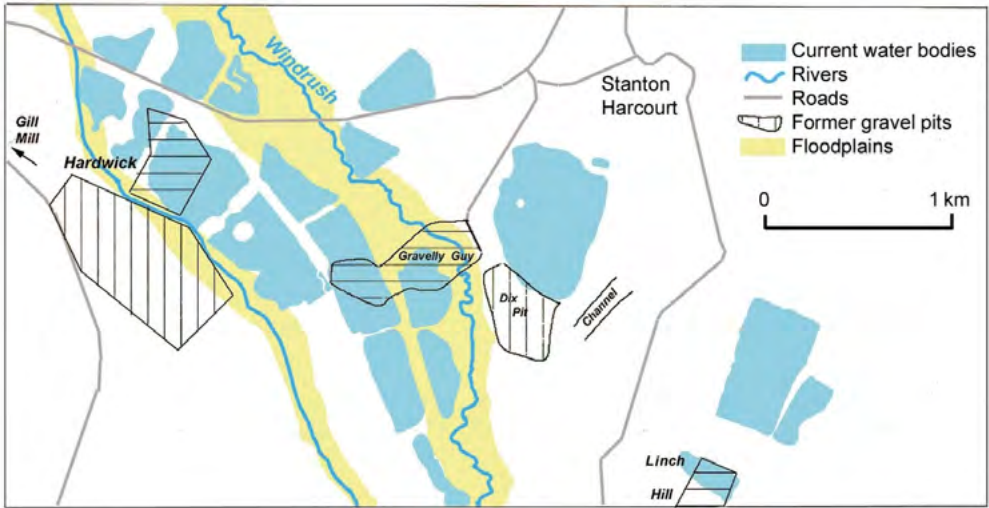 Windrush
Stanton
Harcourt
Gill
Mill
Hardwick
Gravelly Guy
Dix
Pit
Channel
Linch
Hill
Current water bodies
Rivers
Roads
Former gravel pits
Floodplains
0 1 km